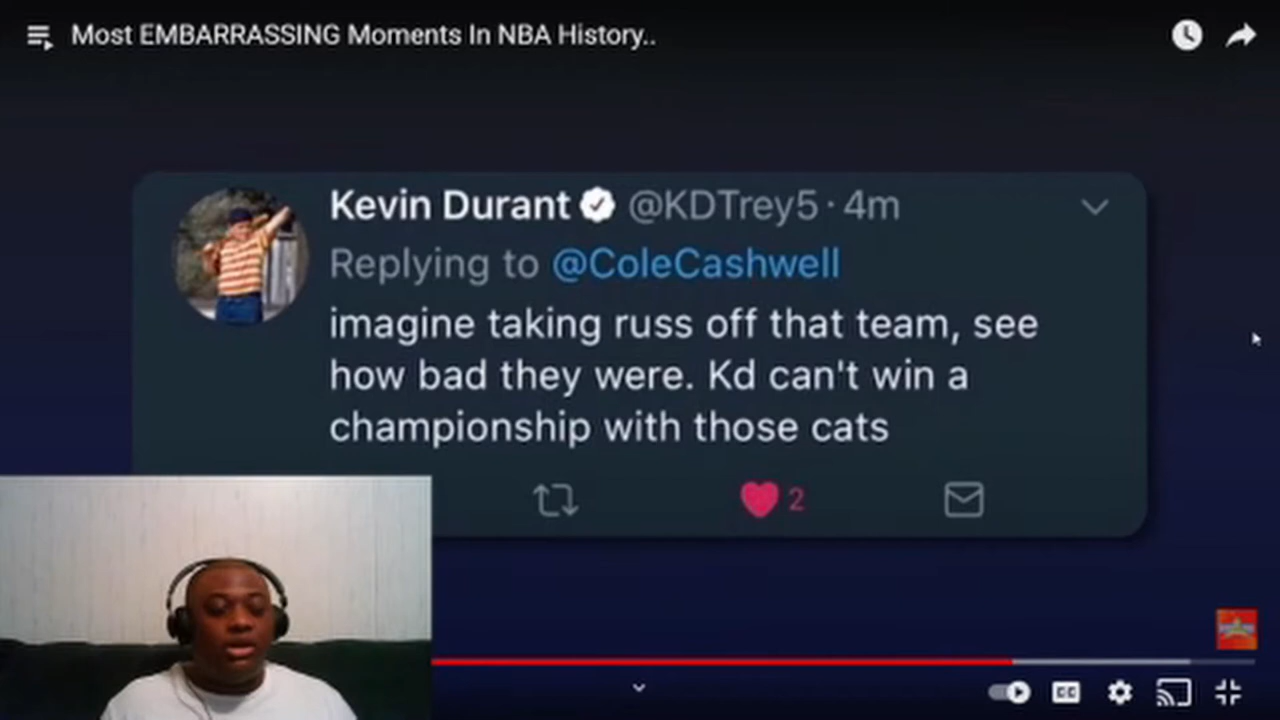 Most EMBARRASSING Moments In NBA History..
Kevin Durant @KDTrey5 · 4m
Replying to @ColeCashwell
imagine taking russ off that team, see
how bad they were. Kd can't win a
championship with those cats
2
CC